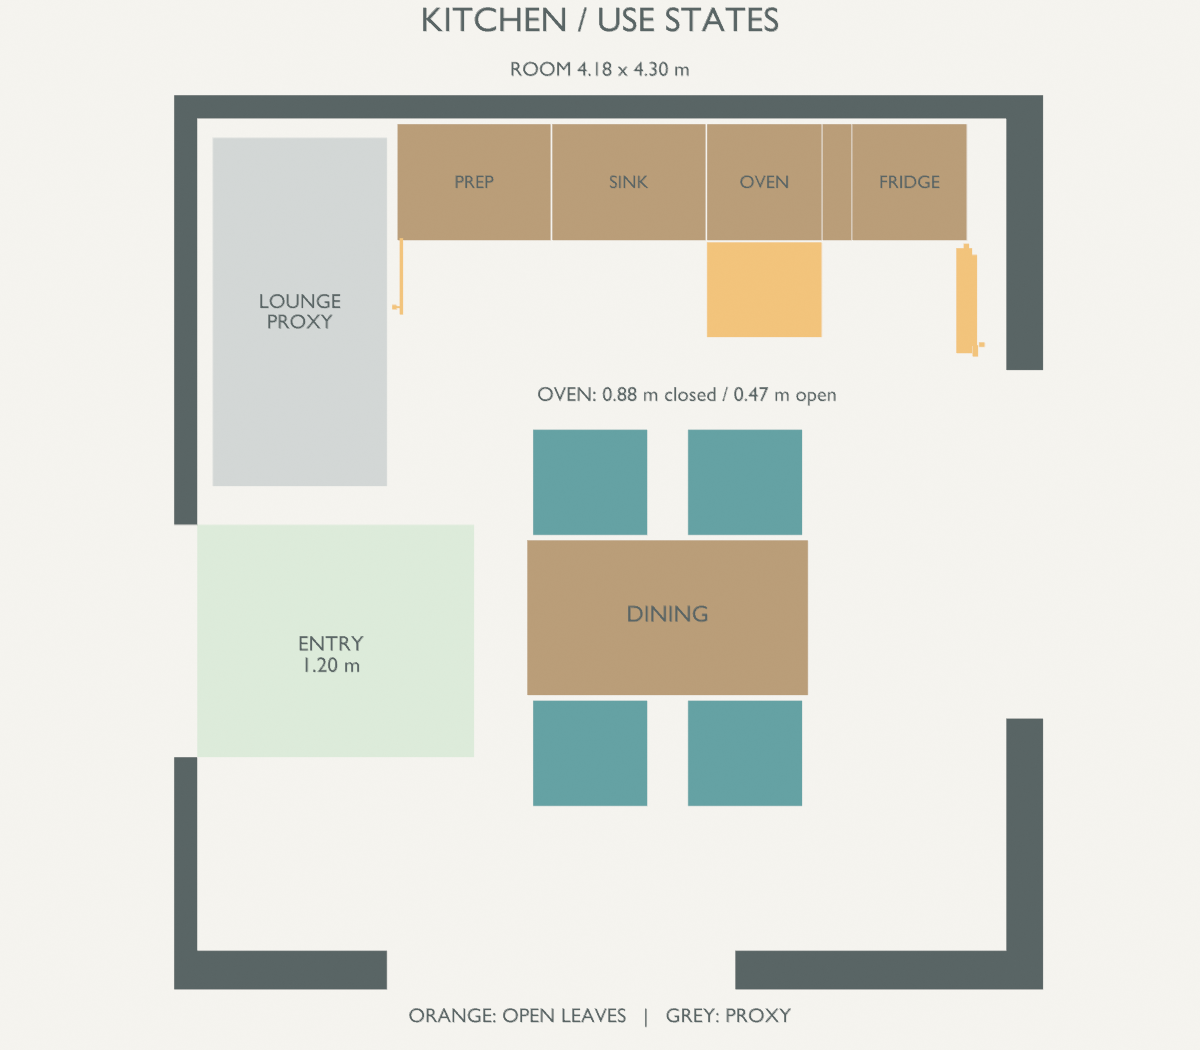 KITCHEN / USE STATES
ROOM 4.18 x 4.30 m
PREP
SINK
OVEN
FRIDGE
LOUNGE
PROXY
OVEN: 0.88 m closed / 0.47 m open
DINING
ENTRY
1.20 m
ORANGE: OPEN LEAVES | GREY: PROXY